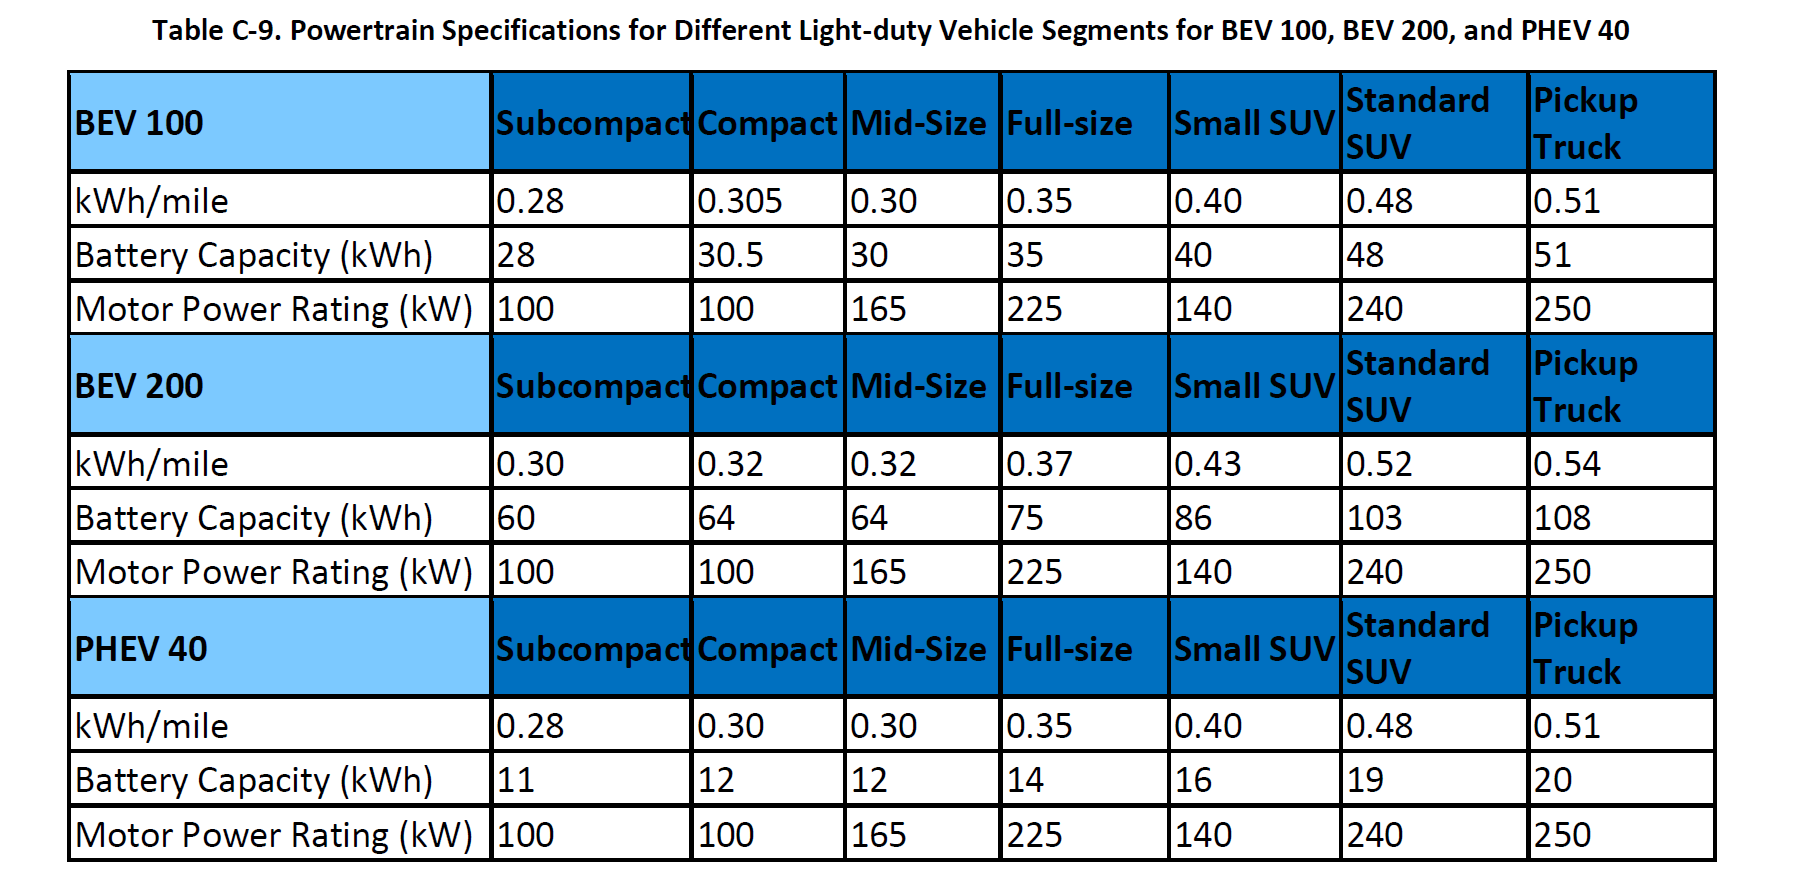 Table C-9. Powertrain Specifications for Different Light-duty Vehicle Segments for BEV 100, BEV 200, and PHEV 40
BEV 100 Subcompact Compact Mid-Size Full-size Small SUV Standard SUV Pickup Truck
kWh/mile 0.28 0.305 0.30 0.35 0.40 0.48 0.51
Battery Capacity (kWh) 28 30.5 30 35 40 48 51
Motor Power Rating (kW) 100 100 165 225 140 240 250
BEV 200 Subcompact Compact Mid-Size Full-size Small SUV Standard SUV Pickup Truck
kWh/mile 0.30 0.32 0.32 0.37 0.43 0.52 0.54
Battery Capacity (kWh) 60 64 64 75 86 103 108
Motor Power Rating (kW) 100 100 165 225 140 240 250
PHEV 40 Subcompact Compact Mid-Size Full-size Small SUV Standard SUV Pickup Truck
kWh/mile 0.28 0.30 0.30 0.35 0.40 0.48 0.51
Battery Capacity (kWh) 11 12 12 14 16 19 20
Motor Power Rating (kW) 100 100 165 225 140 240 250